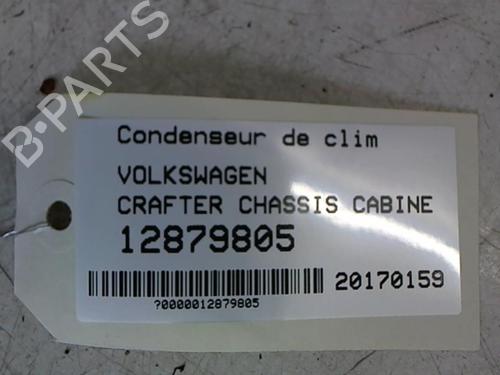 B-PARTS
Condenseur de clim
VOLKSWAGEN
CRAFTER CHASSIS CABINE
12879805
20170159
?0000012879805